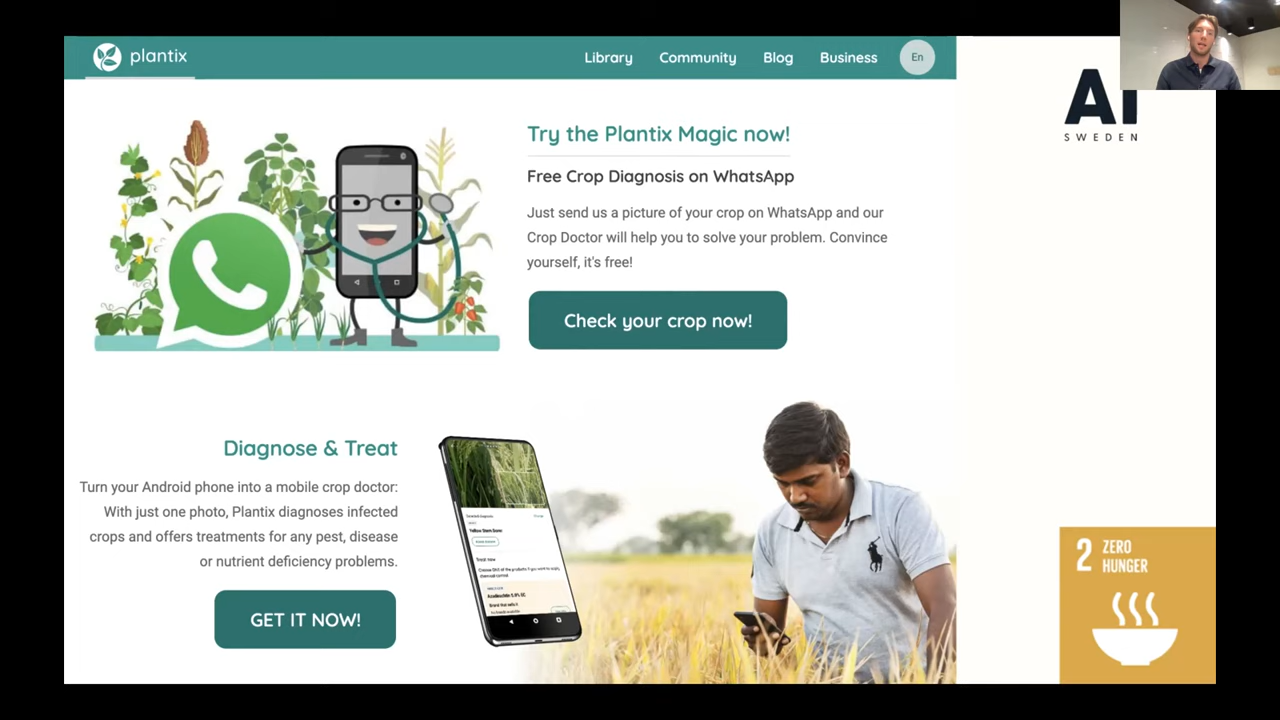 plantix
Library
Community
Blog
Business
En
AI
SWEDEN
Try the Plantix Magic now!
Free Crop Diagnosis on WhatsApp
Just send us a picture of your crop on WhatsApp and our
Crop Doctor will help you to solve your problem. Convince
yourself, it's free!
Check your crop now!
Diagnose & Treat
Turn your Android phone into a mobile crop doctor:
With just one photo, Plantix diagnoses infected
crops and offers treatments for any pest, disease
or nutrient deficiency problems.
GET IT NOW!
Treat now
2 ZERO
HUNGER